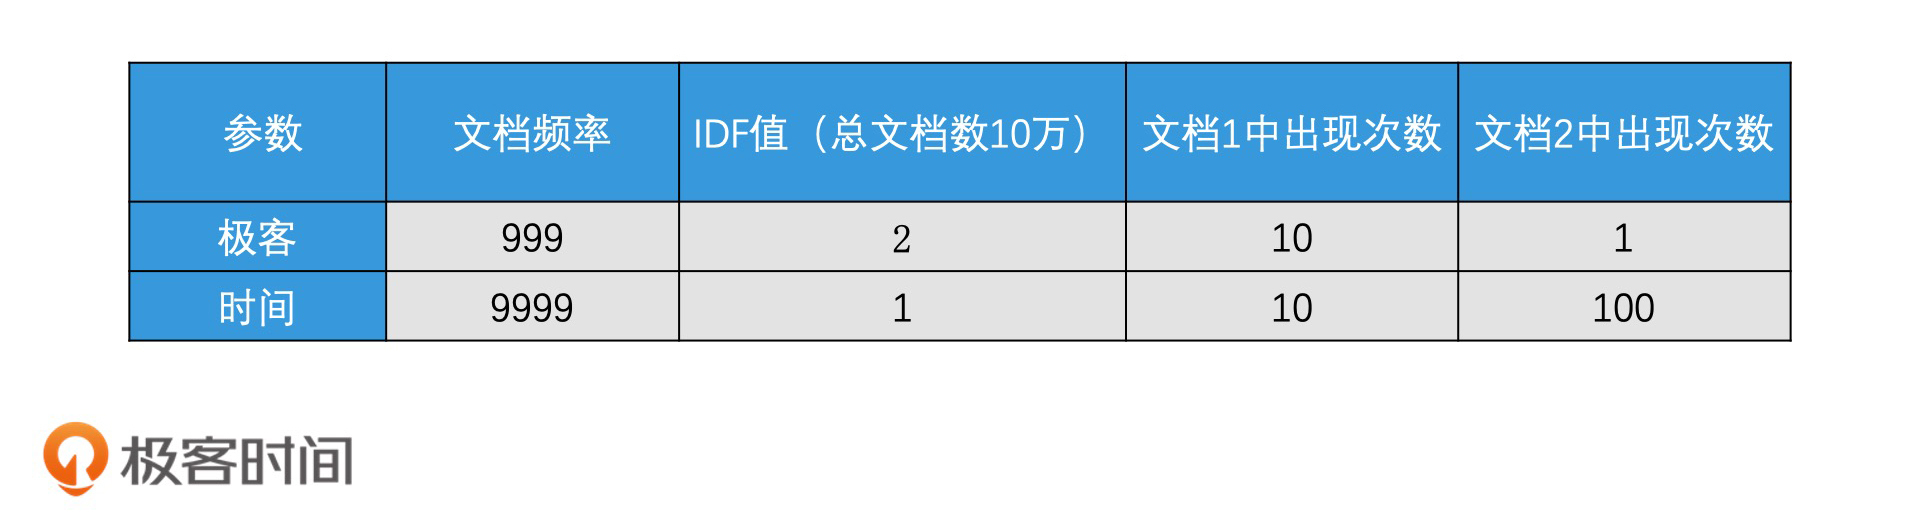 参数 文档频率 IDF值（总文档数10万） 文档1中出现次数 文档2中出现次数
极客 999 2 10 1
时间 9999 1 10 100
极客时间